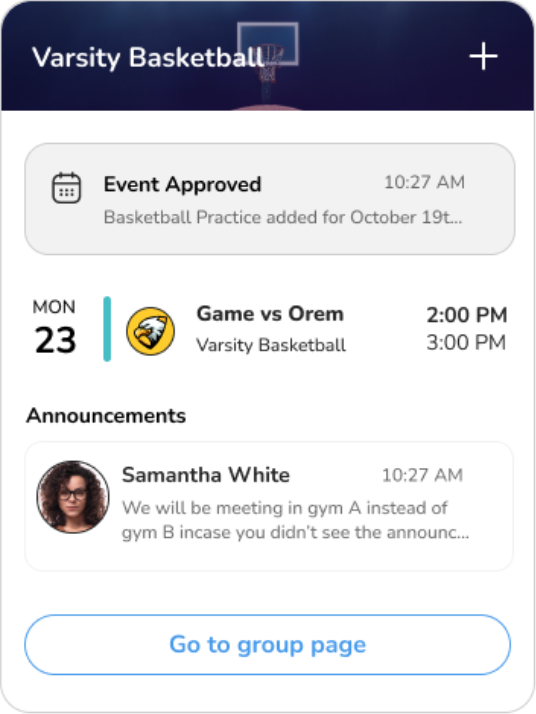 Varsity Basketball
Event Approved 10:27 AM
Basketball Practice added for October 19t...
MON
23
Game vs Orem 2:00 PM
Varsity Basketball 3:00 PM
Announcements
Samantha White 10:27 AM
We will be meeting in gym A instead of
gym B incase you didn't see the announc...
Go to group page